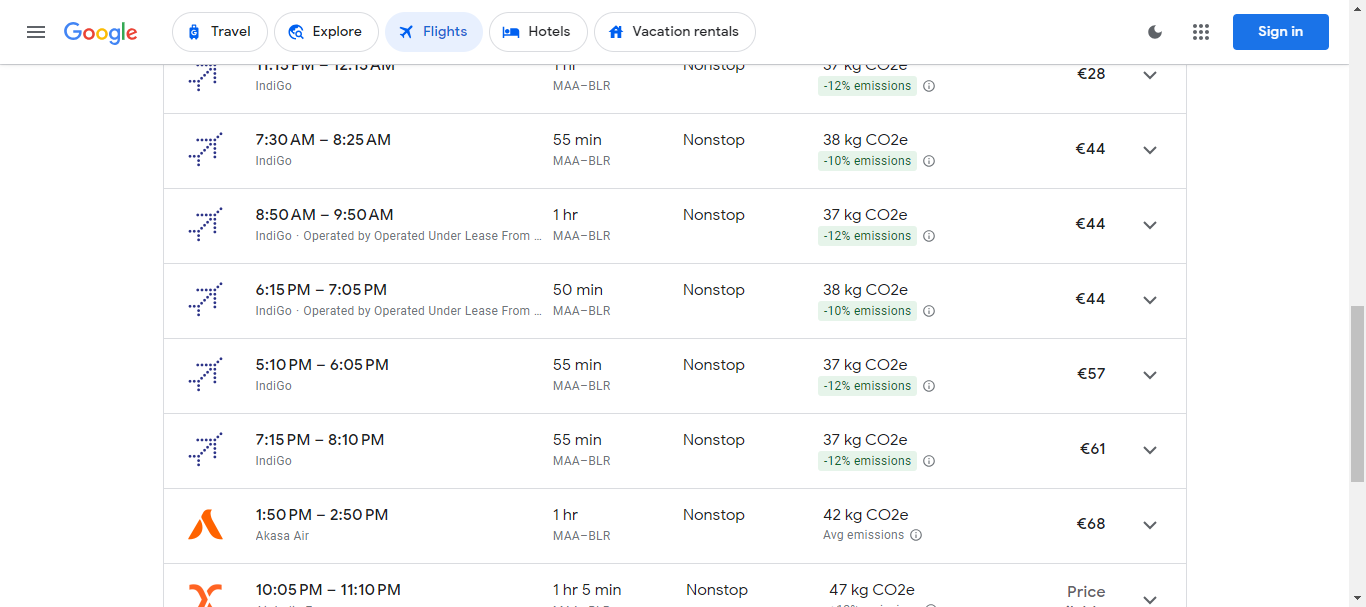 Google
Travel
Explore
Flights
Hotels
Vacation rentals
Sign in
11:15 PM – 12:15 AM
1 hr
Nonstop
37 kg CO2e
€28
IndiGo
MAA–BLR
-12% emissions
7:30 AM – 8:25 AM
55 min
Nonstop
38 kg CO2e
€44
IndiGo
MAA–BLR
-10% emissions
8:50 AM – 9:50 AM
1 hr
Nonstop
37 kg CO2e
€44
IndiGo · Operated by Operated Under Lease From ...
MAA–BLR
-12% emissions
6:15 PM – 7:05 PM
50 min
Nonstop
38 kg CO2e
€44
IndiGo · Operated by Operated Under Lease From ...
MAA–BLR
-10% emissions
5:10 PM – 6:05 PM
55 min
Nonstop
37 kg CO2e
€57
IndiGo
MAA–BLR
-12% emissions
7:15 PM – 8:10 PM
55 min
Nonstop
37 kg CO2e
€61
IndiGo
MAA–BLR
-12% emissions
1:50 PM – 2:50 PM
1 hr
Nonstop
42 kg CO2e
€68
Akasa Air
MAA–BLR
Avg emissions
10:05 PM – 11:10 PM
1 hr 5 min
Nonstop
47 kg CO2e
Price